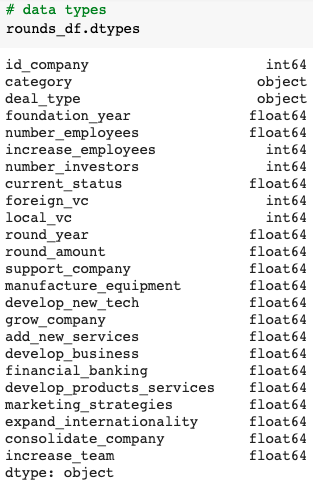 # data types
rounds_df.dtypes
id_company int64
category object
deal_type object
foundation_year float64
number_employees float64
increase_employees int64
number_investors int64
current_status float64
foreign_vc int64
local_vc int64
round_year float64
round_amount float64
support_company float64
manufacture_equipment float64
develop_new_tech float64
grow_company float64
add_new_services float64
develop_business float64
financial_banking float64
develop_products_services float64
marketing_strategies float64
expand_internationality float64
consolidate_company float64
increase_team float64
dtype: object